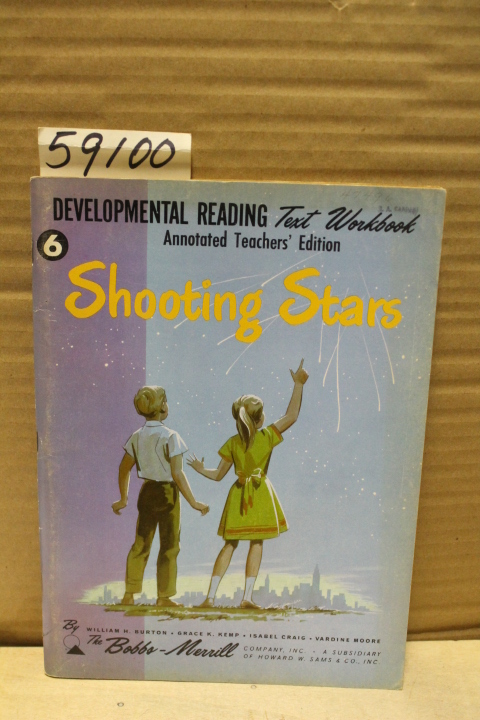 59100
DEVELOPMENTAL READING Text Workbook
Annotated Teachers' Edition
6
Shooting Stars
By WILLIAM H. BURTON • GRACE K. KEMP • ISABEL CRAIG • VARDINE MOORE
The Bobbs-Merrill COMPANY, INC. - A SUBSIDIARY
OF HOWARD W. SAMS & CO., INC